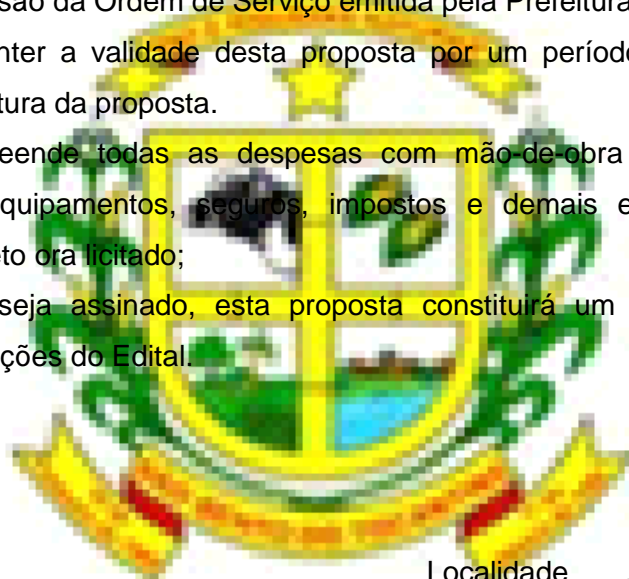 são da Ordem de Serviço emitida pela Prefeitura
nter a validade desta proposta por um períod
tura da proposta.
eende todas as despesas com mão-de-obra
quipamentos, seguros, impostos e demais e
to ora licitado;
seja assinado, esta proposta constituirá um
ções do Edital.
Localidade